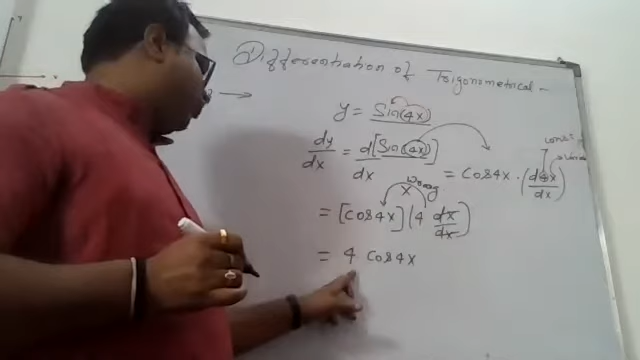 Differentiation of Trigonometrical -
y = Sin(4x)
dy/dx = d[Sin(4x)]/dx = Cos4x · (d4x/dx)
wrong
= [Cos4x] (4 dx/dx)
= 4 Cos4x